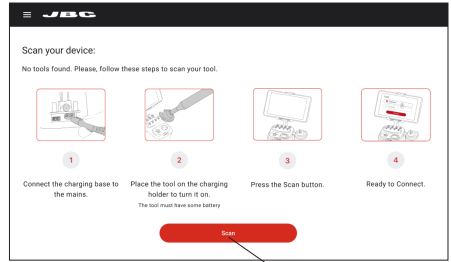 JBC
Scan your device:
No tools found. Please, follow these steps to scan your tool.
1
2
3
4
Connect the charging base to
the mains.
Place the tool on the charging
holder to turn it on.
The tool must have some battery
Press the Scan button.
Ready to Connect.
Scan